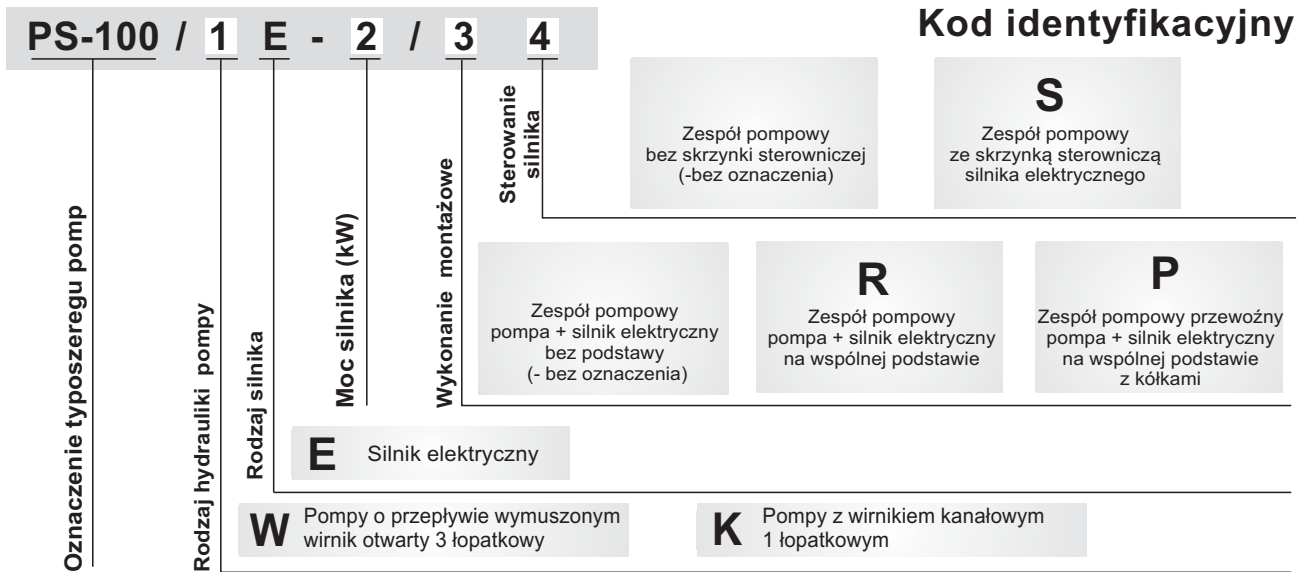 Kod identyfikacyjny
PS-100 / 1 E - 2 / 3 4
Sterowanie
silnika
Zespół pompowy
bez skrzynki sterowniczej
(-bez oznaczenia)
S
Zespół pompowy
ze skrzynką sterowniczą
silnika elektrycznego
Wykonanie montażowe
Zespół pompowy
pompa + silnik elektryczny
bez podstawy
(- bez oznaczenia)
R
Zespół pompowy
pompa + silnik elektryczny
na wspólnej podstawie
P
Zespół pompowy przewoźny
pompa + silnik elektryczny
na wspólnej podstawie
z kółkami
Moc silnika (kW)
Rodzaj silnika
E Silnik elektryczny
Rodzaj hydrauliki pompy
W Pompy o przepływie wymuszonym
wirnik otwarty 3 łopatkowy
K Pompy z wirnikiem kanałowym
1 łopatkowym
Oznaczenie typoszeregu pomp